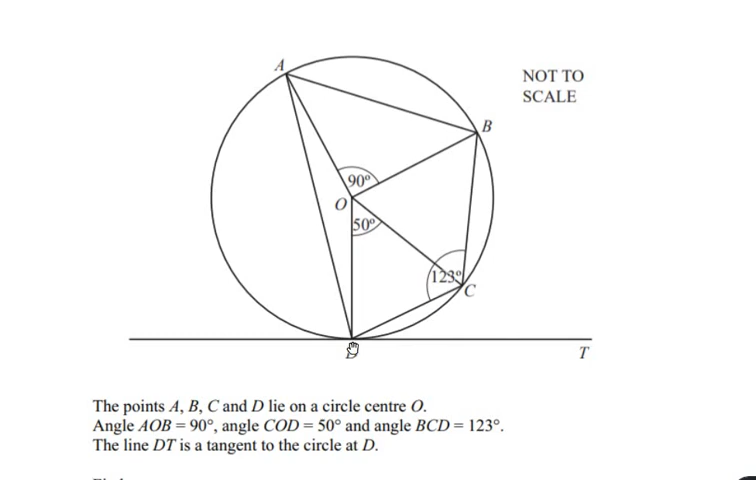 A
NOT TO
SCALE
B
90°
O
50°
123°
C
T
The points A, B, C and D lie on a circle centre O.
Angle AOB = 90°, angle COD = 50° and angle BCD = 123°.
The line DT is a tangent to the circle at D.